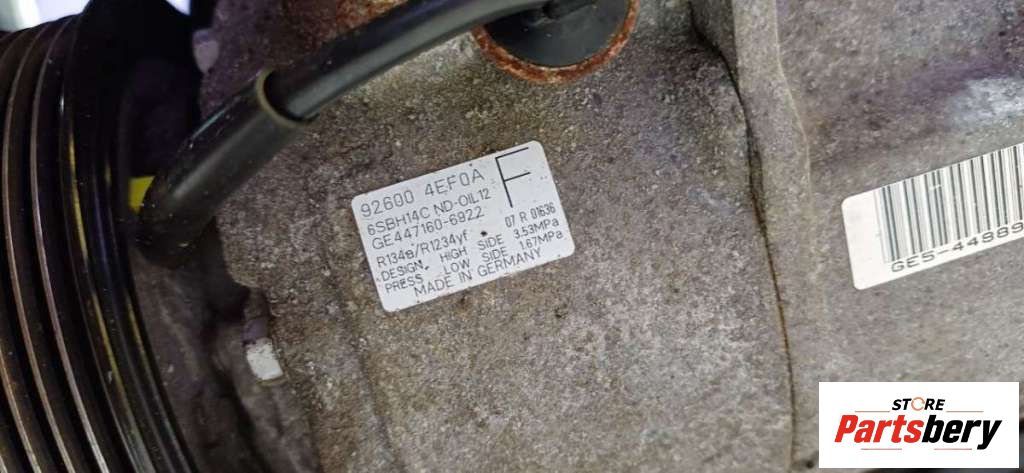 92600 4EF0A F
6SBH14C ND-OIL12
GE447160-6922
R134a/R1234yf 07 R 01636
DESIGN HIGH SIDE 3.53MPa
PRESS. LOW SIDE 1.67MPa
MADE IN GERMANY
GE5-44989
STORE
Partsbery